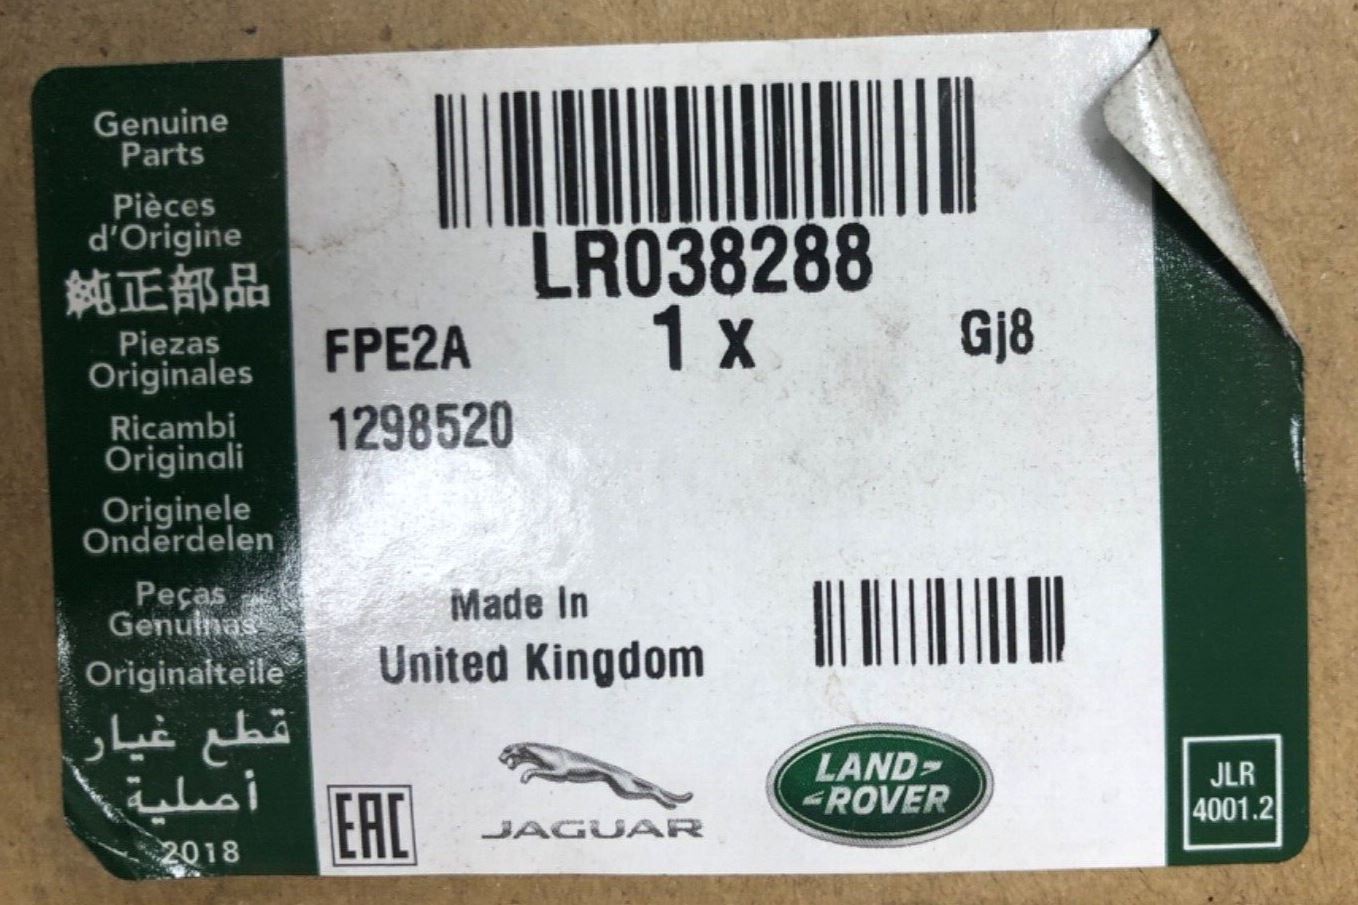 Genuine
Parts
Pièces
d'Origine
純正部品
Piezas
Originales
Ricambi
Originali
Originele
Onderdelen
Peças
Genuínas
Originalteile
قطع غيار
أصلية
2018
LR038288
FPE2A 1 x Gj8
1298520
Made In
United Kingdom
EAC
JAGUAR
LAND-
-ROVER
JLR
4001.2